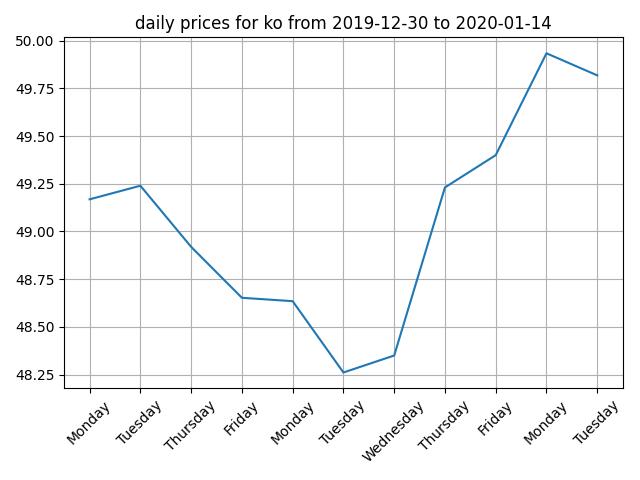 daily prices for ko from 2019-12-30 to 2020-01-14
50.00
49.75
49.50
49.25
49.00
48.75
48.50
48.25
Monday
Tuesday
Thursday
Friday
Monday
Tuesday
Wednesday
Thursday
Friday
Monday
Tuesday